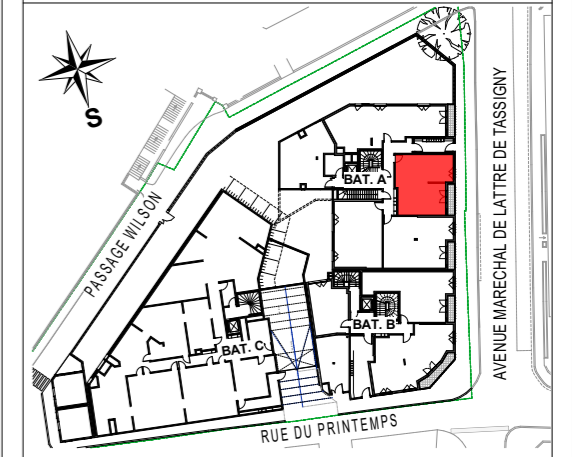 S
PASSAGE WILSON
BAT. A
AVENUE MARECHAL DE LATTRE DE TASSIGNY
BAT. B
BAT. C
RUE DU PRINTEMPS